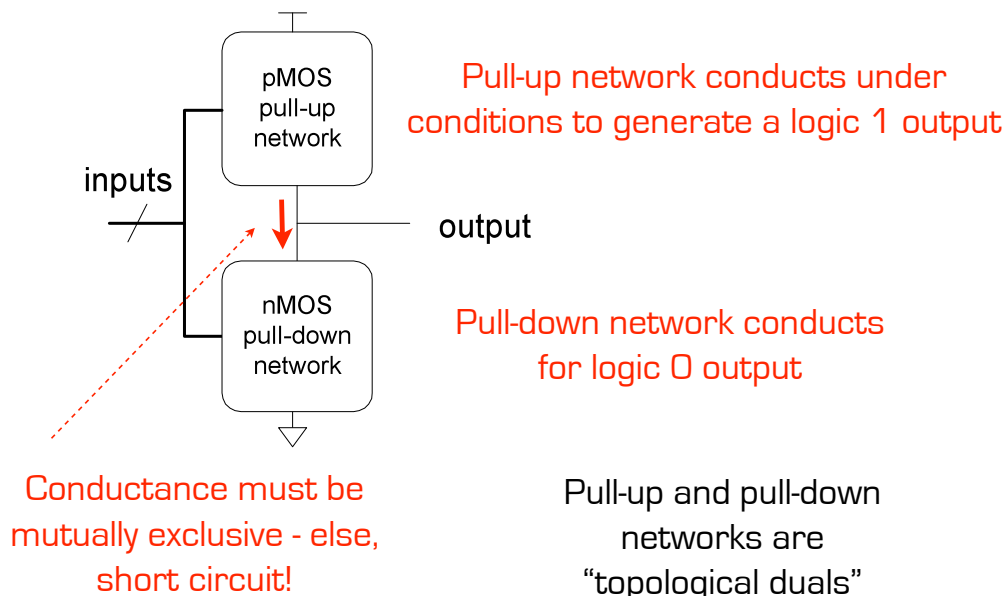 pMOS
pull-up
network
Pull-up network conducts under
conditions to generate a logic 1 output
inputs
output
nMOS
pull-down
network
Pull-down network conducts
for logic 0 output
Conductance must be
mutually exclusive - else,
short circuit!
Pull-up and pull-down
networks are
“topological duals”